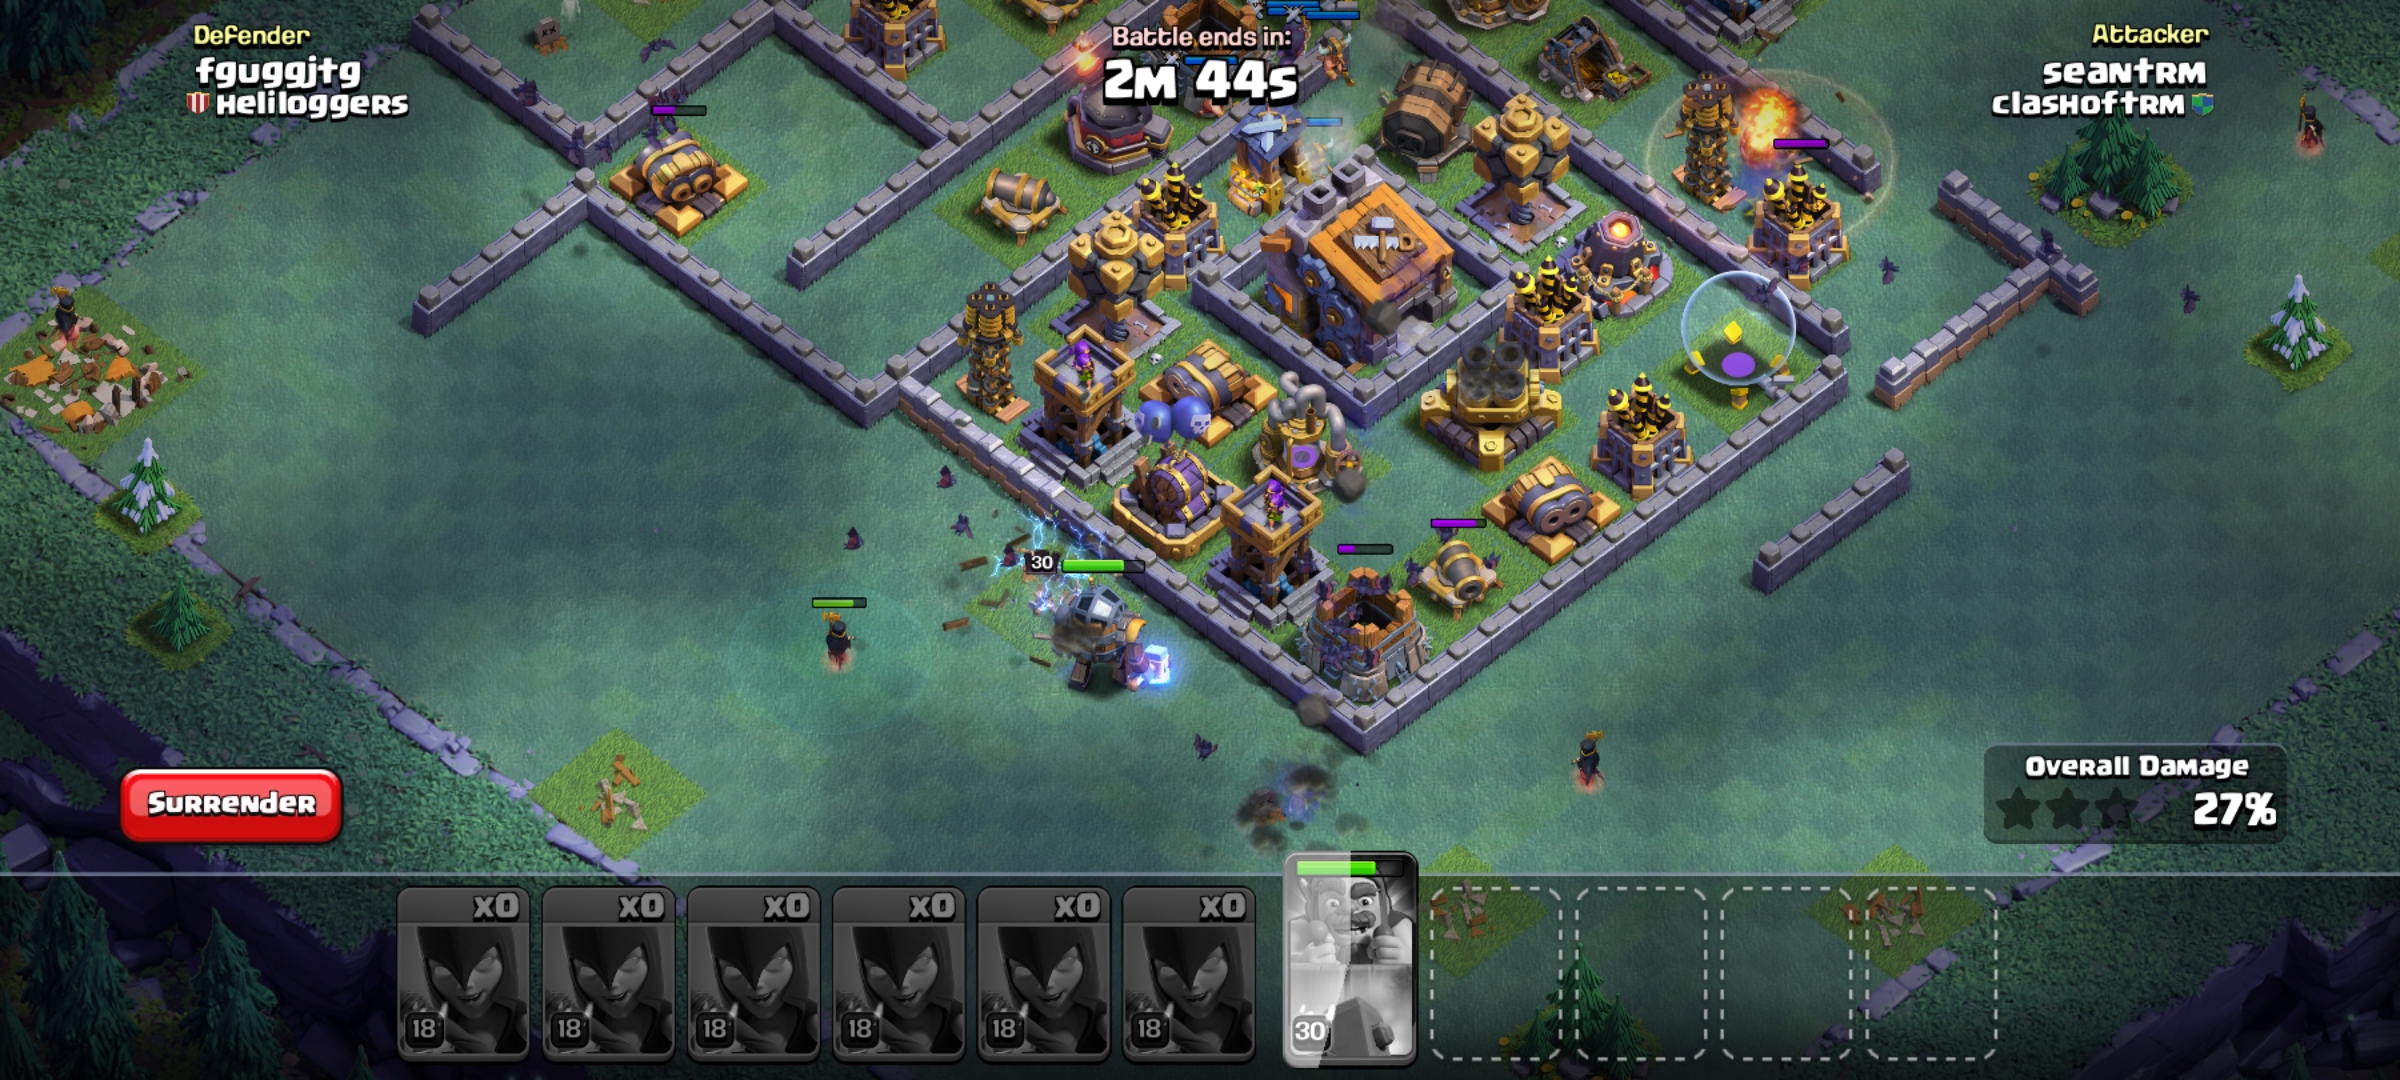 Defender
fguggjtg
Heliloggers
Battle ends in:
2M 44s
Attacker
seantRM
clashoftRM
30
Surrender
Overall Damage
27%
x0
x0
x0
x0
x0
x0
18
18
18
18
18
18
30